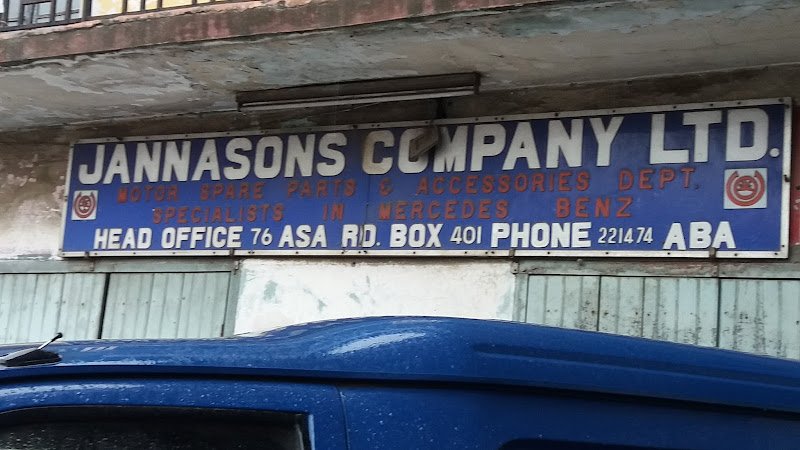 JANNASONS COMPANY LTD.
MOTOR SPARE PARTS & ACCESSORIES DEPT.
SPECIALISTS IN MERCEDES BENZ
HEAD OFFICE 76 ASA RD. BOX 401 PHONE 221474 ABA